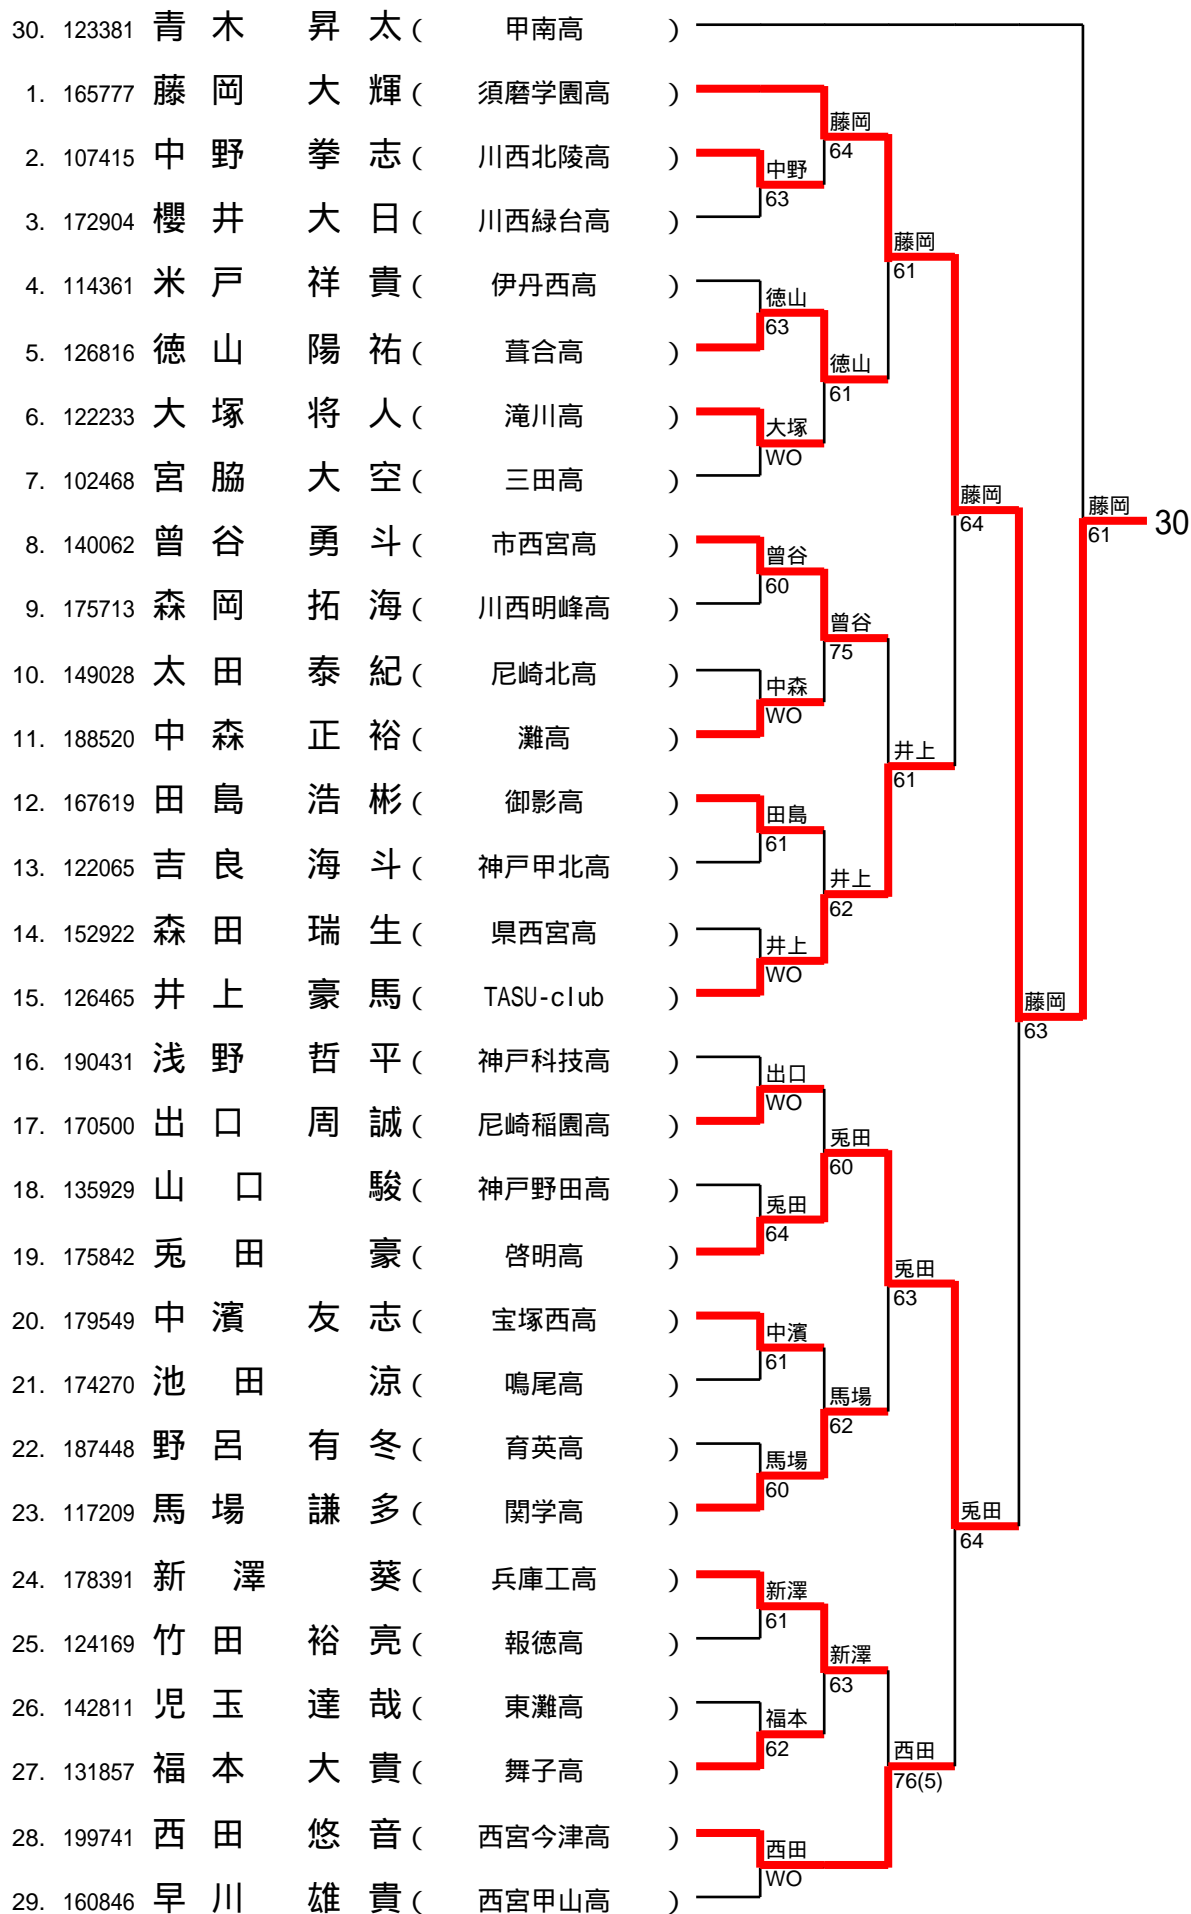 30. 123381 青木 昇太 ( 甲南高 )
1. 165777 藤岡 大輝 ( 須磨学園高 )
藤岡
64
2. 107415 中野 拳志 ( 川西北陵高 )
中野
63
3. 172904 櫻井 大日 ( 川西緑台高 )
藤岡
61
4. 114361 米戸 祥貴 ( 伊丹西高 )
徳山
63
5. 126816 徳山 陽祐 ( 葺合高 )
徳山
61
6. 122233 大塚 将人 ( 滝川高 )
大塚
WO
7. 102468 宮脇 大空 ( 三田高 )
藤岡
64
藤岡
61
30
8. 140062 曾谷 勇斗 ( 市西宮高 )
曾谷
60
9. 175713 森岡 拓海 ( 川西明峰高 )
曾谷
75
10. 149028 太田 泰紀 ( 尼崎北高 )
中森
WO
11. 188520 中森 正裕 ( 灘高 )
井上
61
12. 167619 田島 浩彬 ( 御影高 )
田島
61
13. 122065 吉良 海斗 ( 神戸甲北高 )
井上
62
14. 152922 森田 瑞生 ( 県西宮高 )
井上
WO
15. 126465 井上 豪馬 ( TASU-club )
藤岡
63
16. 190431 浅野 哲平 ( 神戸科技高 )
出口
WO
17. 170500 出口 周誠 ( 尼崎稲園高 )
兎田
60
18. 135929 山口 駿 ( 神戸野田高 )
兎田
64
19. 175842 兎田 豪 ( 啓明高 )
兎田
63
20. 179549 中濱 友志 ( 宝塚西高 )
中濱
61
21. 174270 池田 涼 ( 鳴尾高 )
馬場
62
22. 187448 野呂 有冬 ( 育英高 )
馬場
60
23. 117209 馬場 謙多 ( 関学高 )
兎田
64
24. 178391 新澤 葵 ( 兵庫工高 )
新澤
61
25. 124169 竹田 裕亮 ( 報徳高 )
新澤
63
26. 142811 児玉 達哉 ( 東灘高 )
福本
62
27. 131857 福本 大貴 ( 舞子高 )
西田
76(5)
28. 199741 西田 悠音 ( 西宮今津高 )
西田
WO
29. 160846 早川 雄貴 ( 西宮甲山高 )